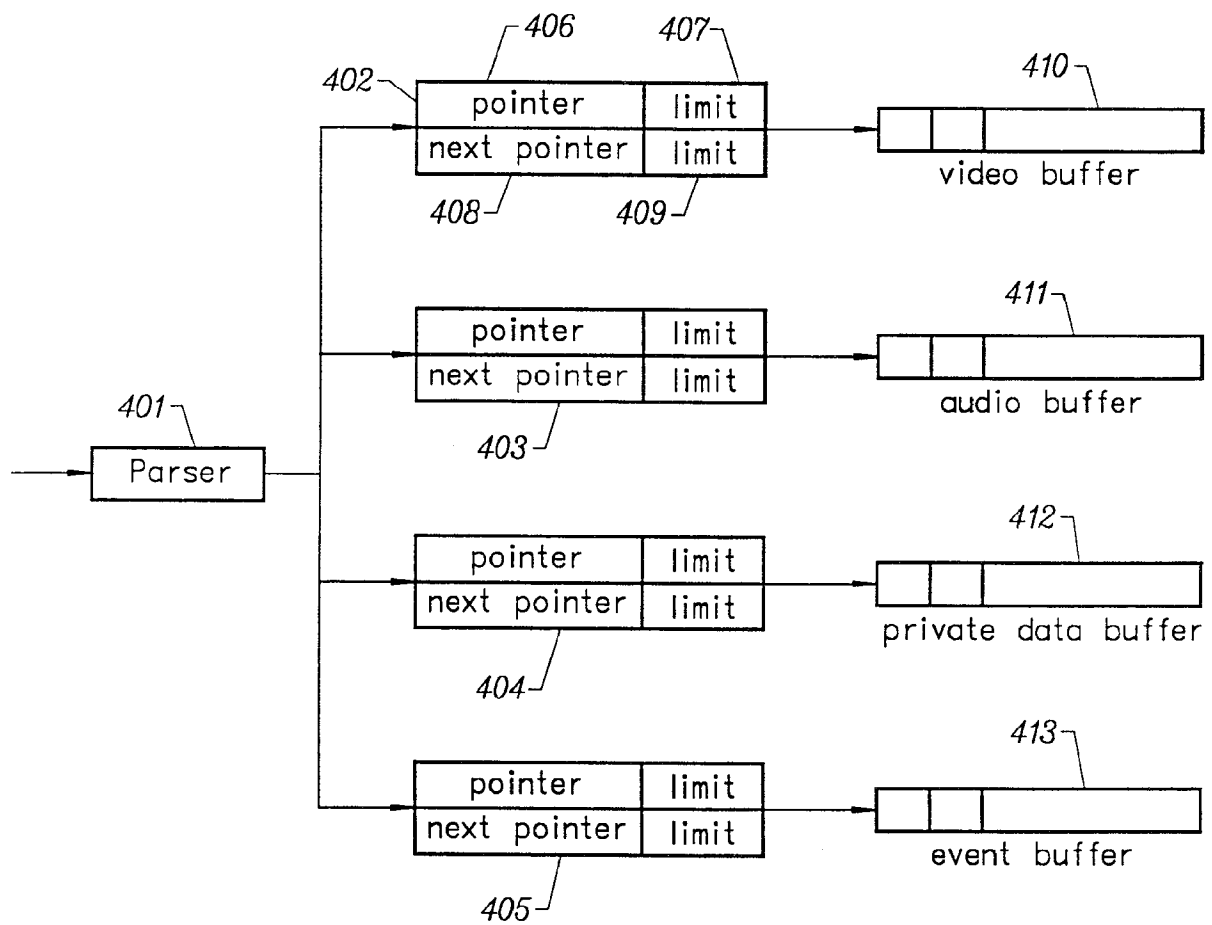 406
407
402
410
pointer limit
next pointer limit
video buffer
408
409
411
pointer limit
next pointer limit
audio buffer
401
403
Parser
412
pointer limit
next pointer limit
private data buffer
404
413
pointer limit
next pointer limit
event buffer
405